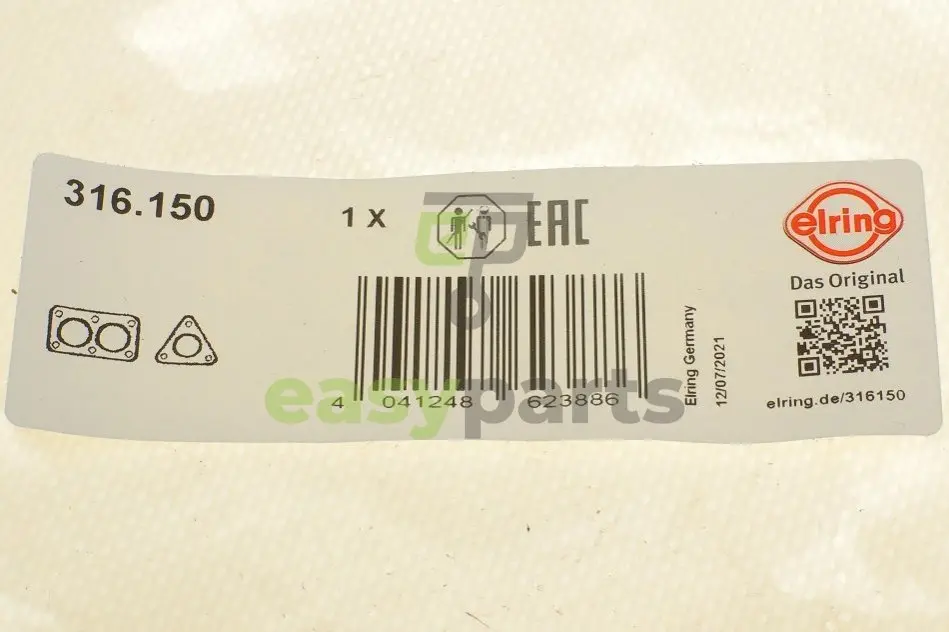 316.150
1 X
EAC
elring
Das Original
Elring Germany
12/07/2021
elring.de/316150
4 041248 623886
easyparts